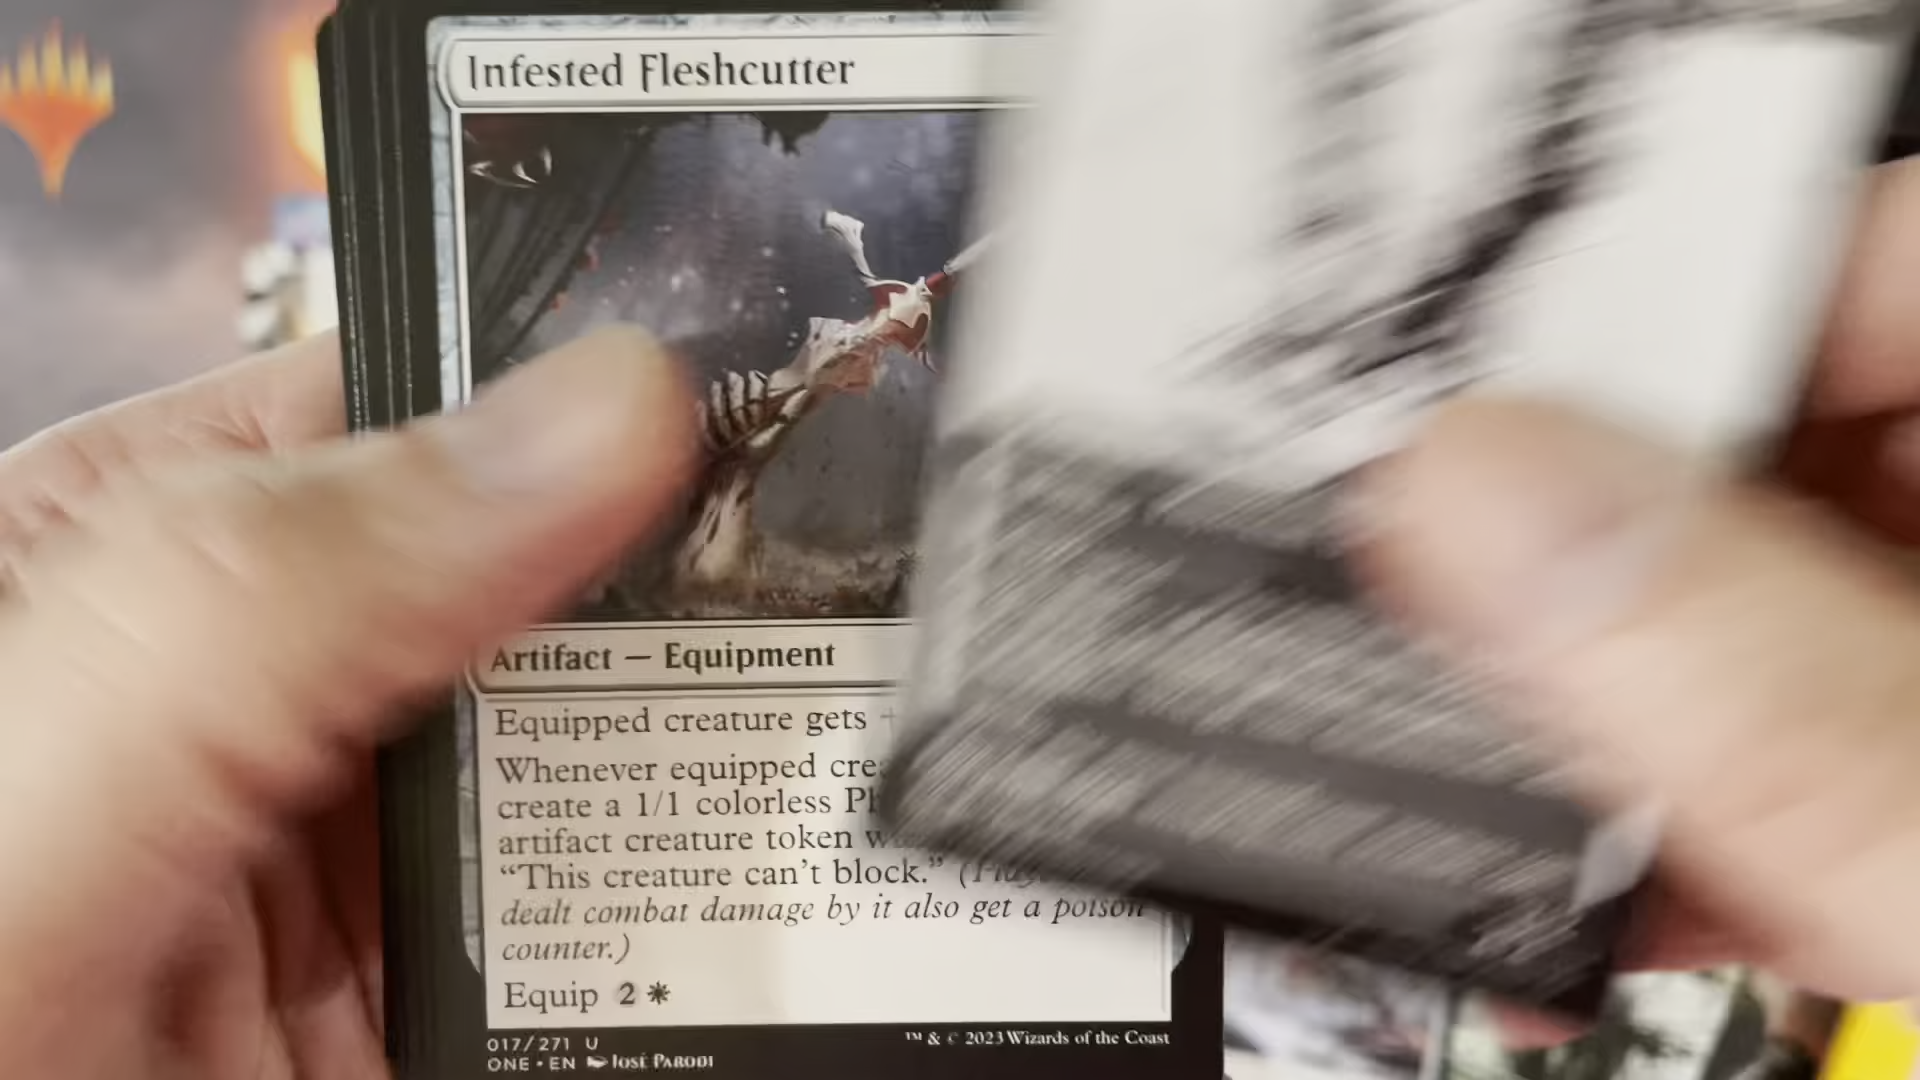 Infested Fleshcutter
Artifact — Equipment
Equipped creature gets
Whenever equipped
create a 1/1 colorless
artifact creature token
“This creature can’t block.”
dealt combat damage by it also get a poison
counter.)
Equip 2
017/271 U
ONE • EN José Parodi
™ & © 2023 Wizards of the Coast